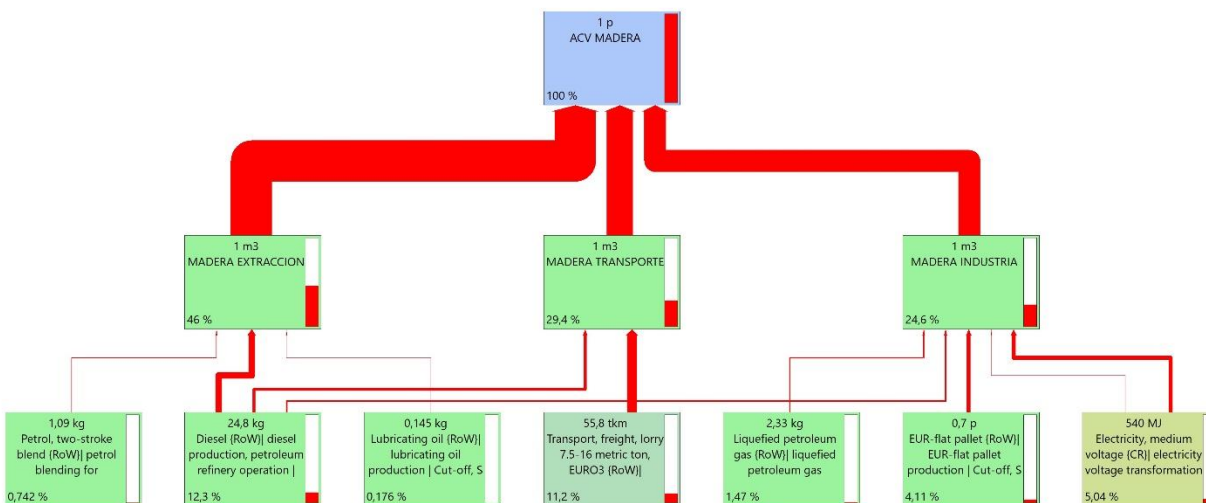 1 p
ACV MADERA
100 %
1 m3
MADERA EXTRACCION
46 %
1 m3
MADERA TRANSPORTE
29,4 %
1 m3
MADERA INDUSTRIA
24,6 %
1,09 kg
Petrol, two-stroke
blend {RoW}| petrol
blending for
0,742 %
24,8 kg
Diesel {RoW}| diesel
production, petroleum
refinery operation |
12,3 %
0,145 kg
Lubricating oil {RoW}|
lubricating oil
production | Cut-off, S
0,176 %
55,8 tkm
Transport, freight, lorry
7.5-16 metric ton,
EURO3 {RoW}|
11,2 %
2,33 kg
Liquefied petroleum
gas {RoW}| liquefied
petroleum gas
1,47 %
0,7 p
EUR-flat pallet {RoW}|
EUR-flat pallet
production | Cut-off, S
4,11 %
540 MJ
Electricity, medium
voltage {CR}| electricity
voltage transformation
5,04 %